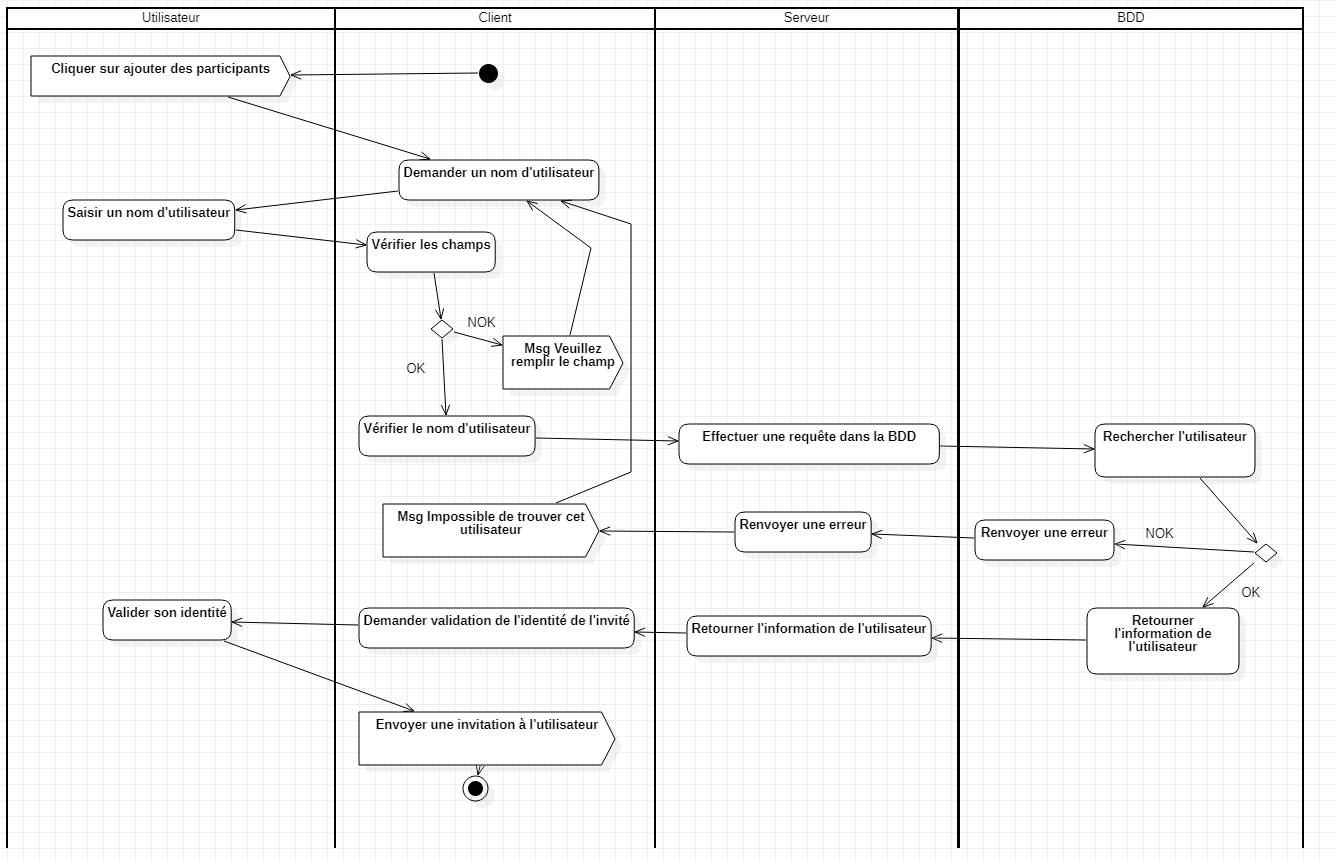 Utilisateur
Client
Serveur
BDD
Cliquer sur ajouter des participants
Demander un nom d'utilisateur
Saisir un nom d'utilisateur
Vérifier les champs
NOK
Msg Veuillez
remplir le champ
OK
Vérifier le nom d'utilisateur
Effectuer une requête dans la BDD
Rechercher l'utilisateur
Msg Impossible de trouver cet
utilisateur
Renvoyer une erreur
Renvoyer une erreur
NOK
OK
Valider son identité
Demander validation de l'identité de l'invité
Retourner l'information de l'utilisateur
Retourner
l'information de
l'utilisateur
Envoyer une invitation à l'utilisateur